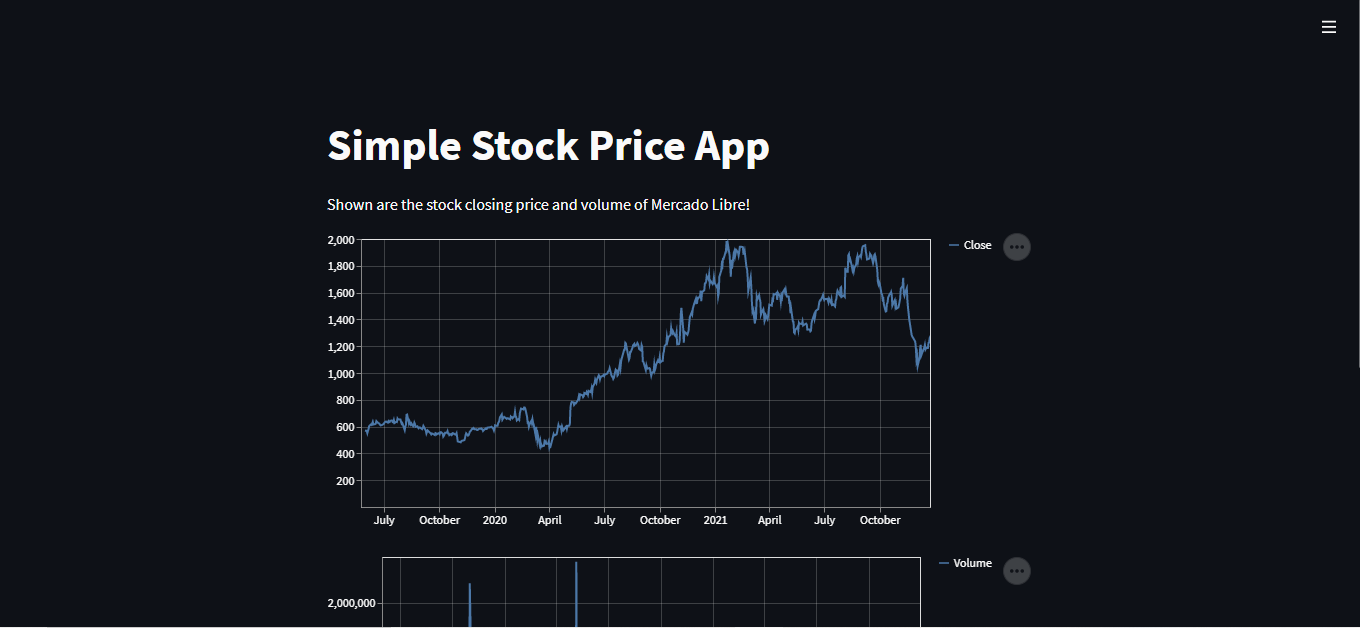 Simple Stock Price App
Shown are the stock closing price and volume of Mercado Libre!
2,000
1,800
1,600
1,400
1,200
1,000
800
600
400
200
July October 2020 April July October 2021 April July October
Close
Volume
2,000,000